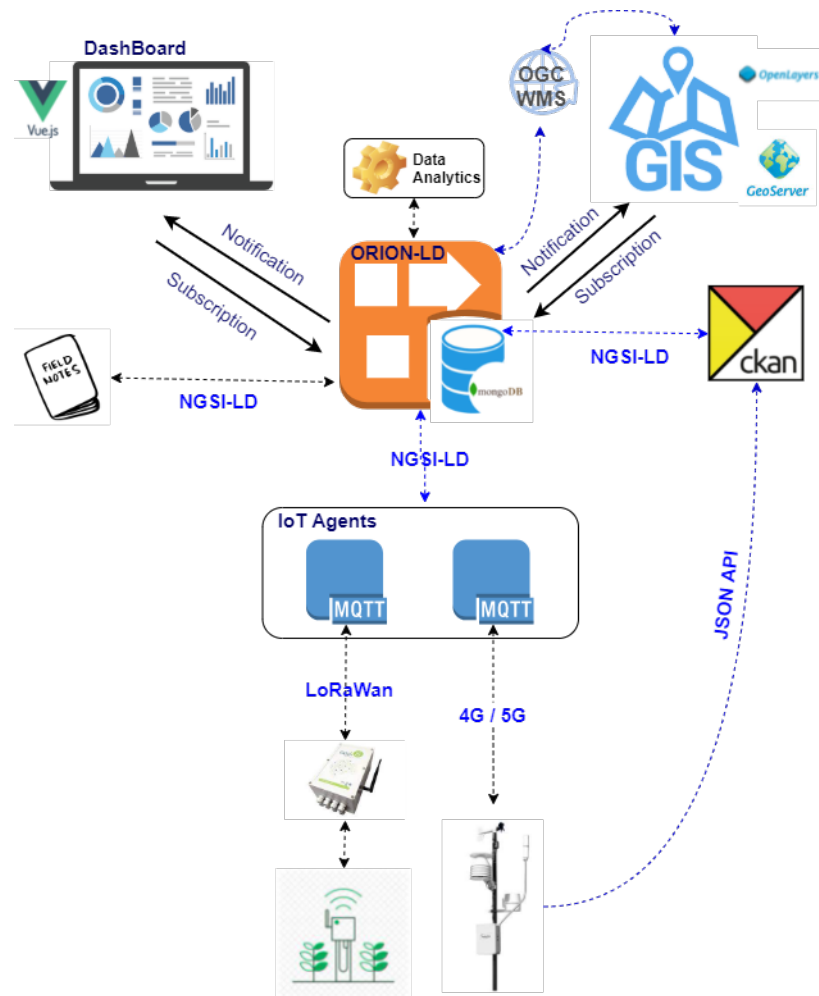 DashBoard
Vue.js
OGC
WMS
OpenLayers
GIS
GeoServer
Data
Analytics
Notification
Subscription
ORION-LD
Notification
Subscription
FIELD
NOTES
NGSI-LD
mongoDB
NGSI-LD
ckan
NGSI-LD
IoT Agents
MQTT
MQTT
JSON API
LoRaWan
4G / 5G